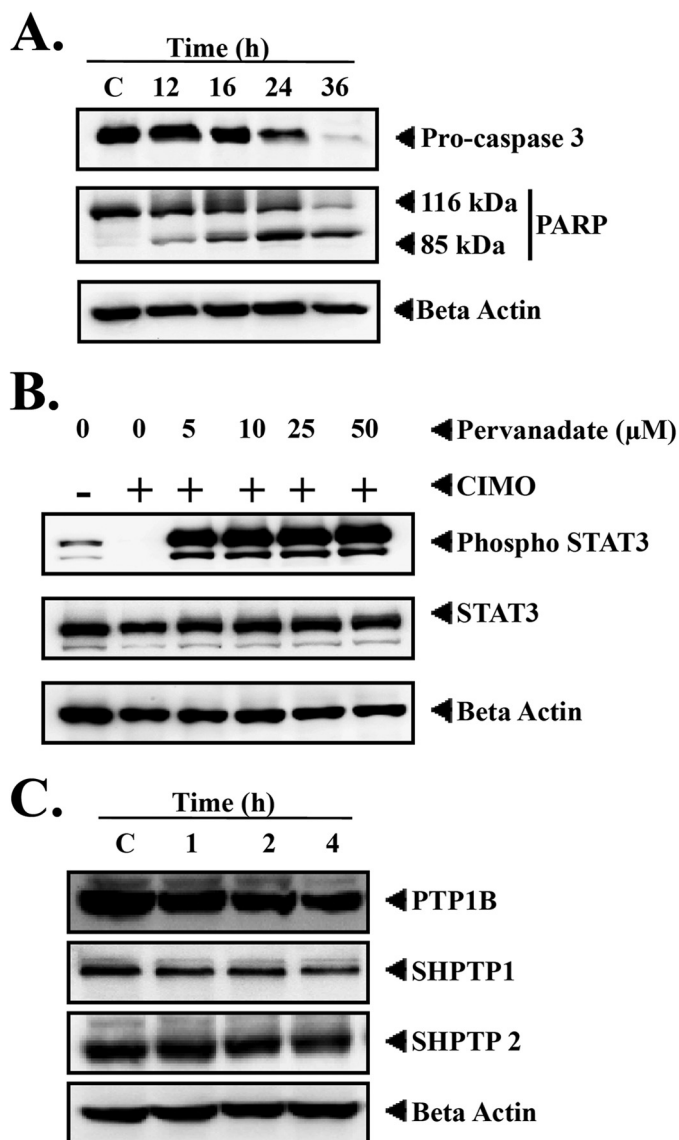 A.
Time (h)
C 12 16 24 36
Pro-caspase 3
116 kDa
PARP
85 kDa
Beta Actin
B.
0 0 5 10 25 50 Pervanadate (µM)
- + + + + + CIMO
Phospho STAT3
STAT3
Beta Actin
C.
Time (h)
C 1 2 4
PTP1B
SHPTP1
SHPTP 2
Beta Actin